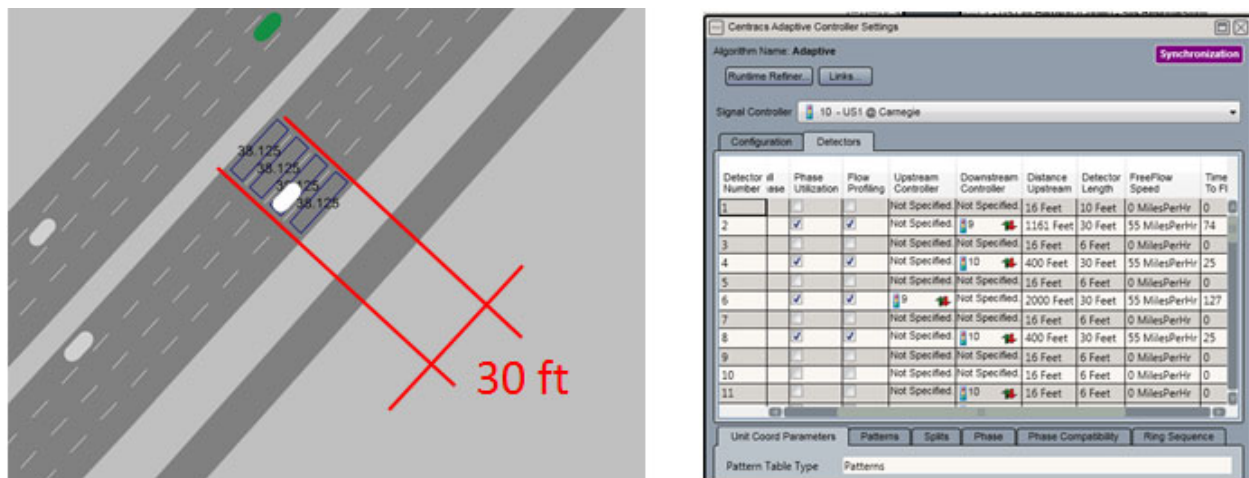 38.125
38.125
38.125
38.125
30 ft
Centracs Adaptive Controller Settings
Algorithm Name: Adaptive
Synchronization
Runtime Refiner... Links...
Signal Controller 10 - US1 @ Carnegie
Configuration Detectors
Detector ill Phase Flow Upstream Downstream Distance Detector FreeFlow Time
Number ase Utilization Profiling Controller Controller Upstream Length Speed To Fl
1 Not Specified. Not Specified. 16 Feet 10 Feet 0 MilesPerHr 0
2 Not Specified. 9 1161 Feet 30 Feet 55 MilesPerHr 74
3 Not Specified. Not Specified. 16 Feet 6 Feet 0 MilesPerHr 0
4 Not Specified. 10 400 Feet 30 Feet 55 MilesPerHr 25
5 Not Specified. Not Specified. 16 Feet 6 Feet 0 MilesPerHr 0
6 9 Not Specified. 2000 Feet 30 Feet 55 MilesPerHr 127
7 Not Specified. Not Specified. 16 Feet 6 Feet 0 MilesPerHr 0
8 Not Specified. 10 400 Feet 30 Feet 55 MilesPerHr 25
9 Not Specified. Not Specified. 16 Feet 6 Feet 0 MilesPerHr 0
10 Not Specified. Not Specified. 16 Feet 6 Feet 0 MilesPerHr 0
11 Not Specified. 10 16 Feet 6 Feet 0 MilesPerHr 0
Unit Coord Parameters Patterns Splits Phase Phase Compatibility Ring Sequence
Pattern Table Type Patterns